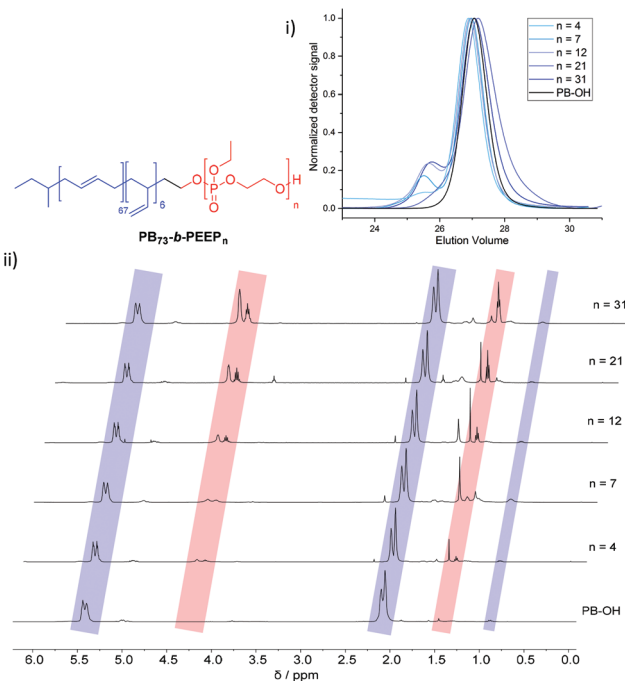 i)
n = 4
n = 7
n = 12
n = 21
n = 31
PB-OH
Normalized detector signal
1.0
0.8
0.6
0.4
0.2
0.0
24 26 28 30
Elution Volume
67
6
O
O
P
O
O
O
H
n
PB73-b-PEEPn
ii)
n = 31
n = 21
n = 12
n = 7
n = 4
PB-OH
6.0 5.5 5.0 4.5 4.0 3.5 3.0 2.5 2.0 1.5 1.0 0.5 0.0
δ / ppm